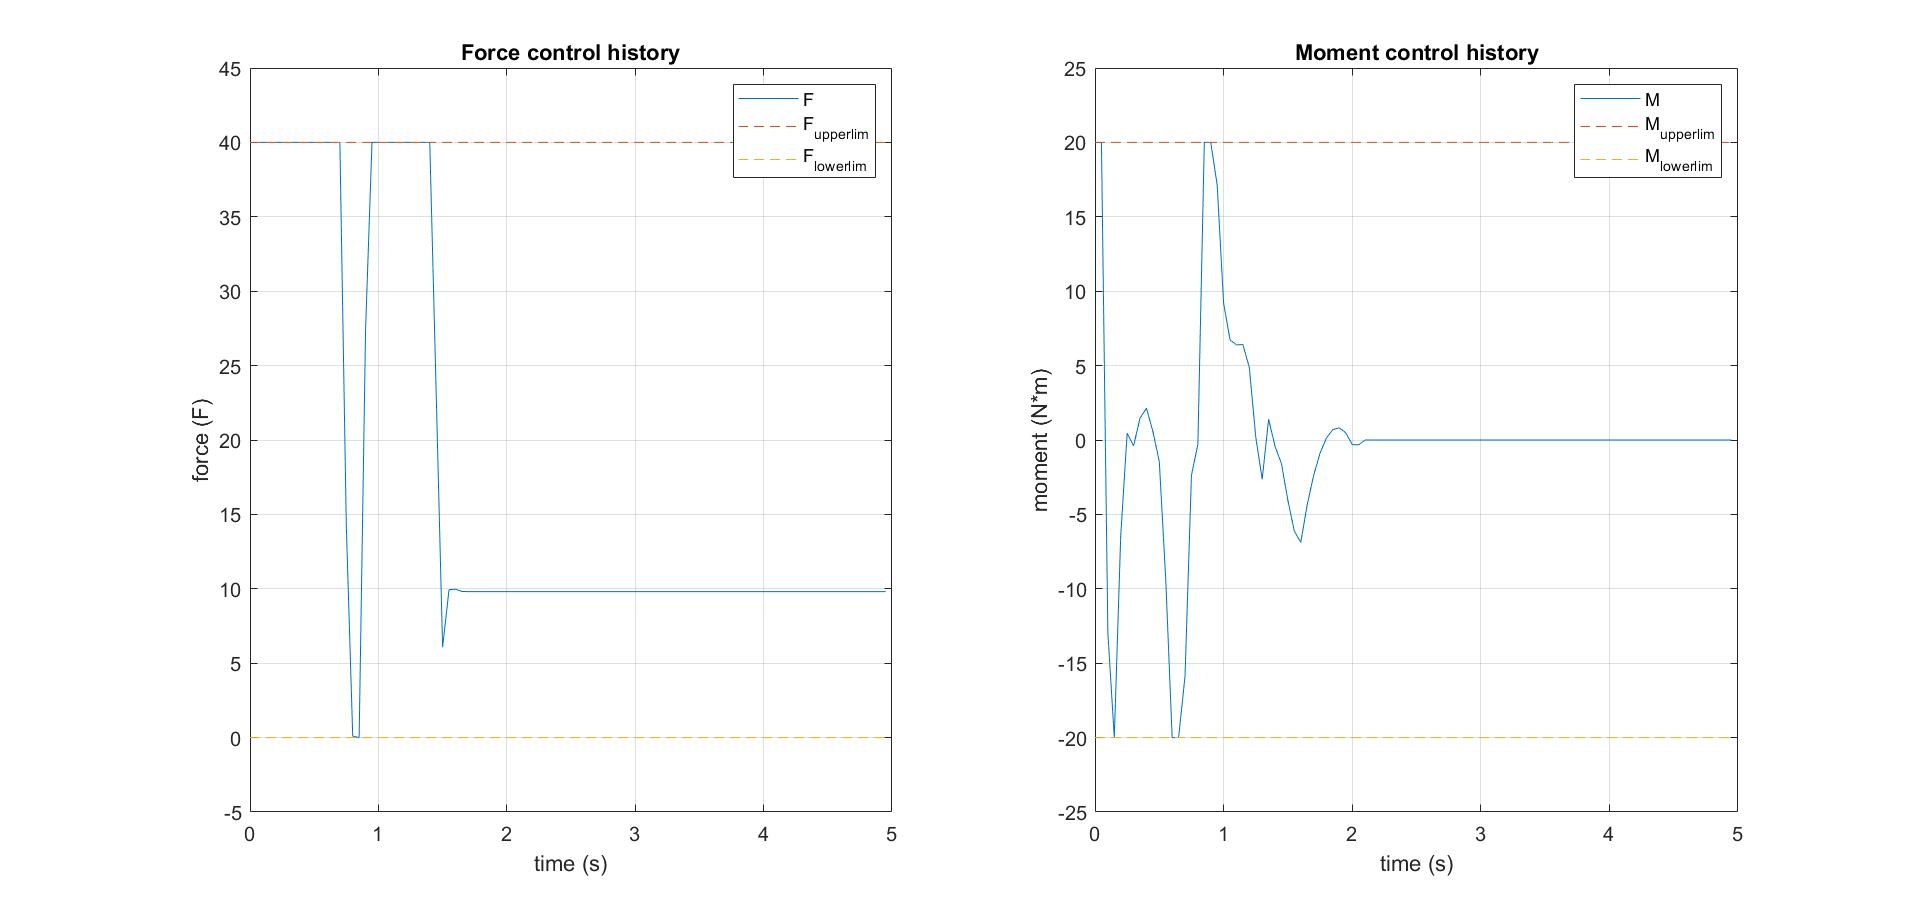 Force control history
45
40
35
30
25
20
15
10
5
0
-5
0 1 2 3 4 5
force (F)
time (s)
F
F_upperlim
F_lowerlim
Moment control history
25
20
15
10
5
0
-5
-10
-15
-20
-25
0 1 2 3 4 5
moment (N*m)
time (s)
M
M_upperlim
M_lowerlim